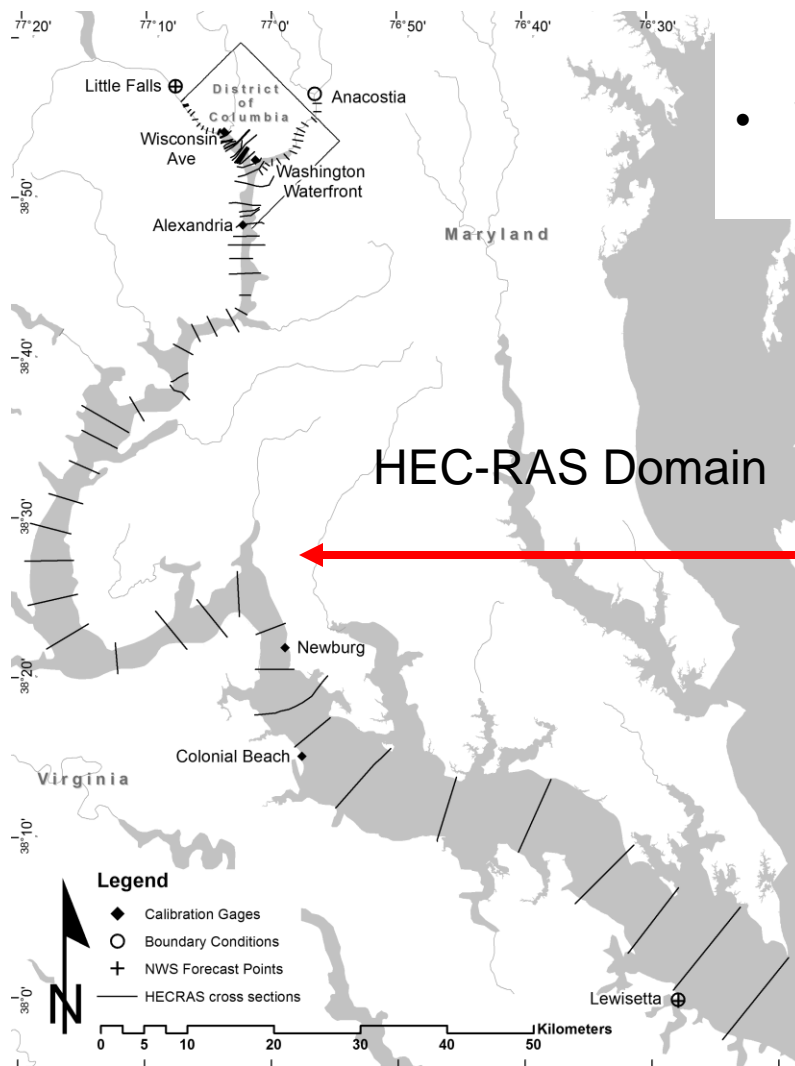 77°20'
77°10'
77°0'
76°50'
76°40'
76°30'
Little Falls
District
of
Columbia
Anacostia
Wisconsin
Ave
Washington
Waterfront
38°50'
Alexandria
Maryland
38°40'
HEC-RAS Domain
38°30'
Newburg
38°20'
Colonial Beach
Virginia
38°10'
Legend
Calibration Gages
Boundary Conditions
NWS Forecast Points
HECRAS cross sections
Lewisetta
38°0'
N
Kilometers
0 5 10 20 30 40 50